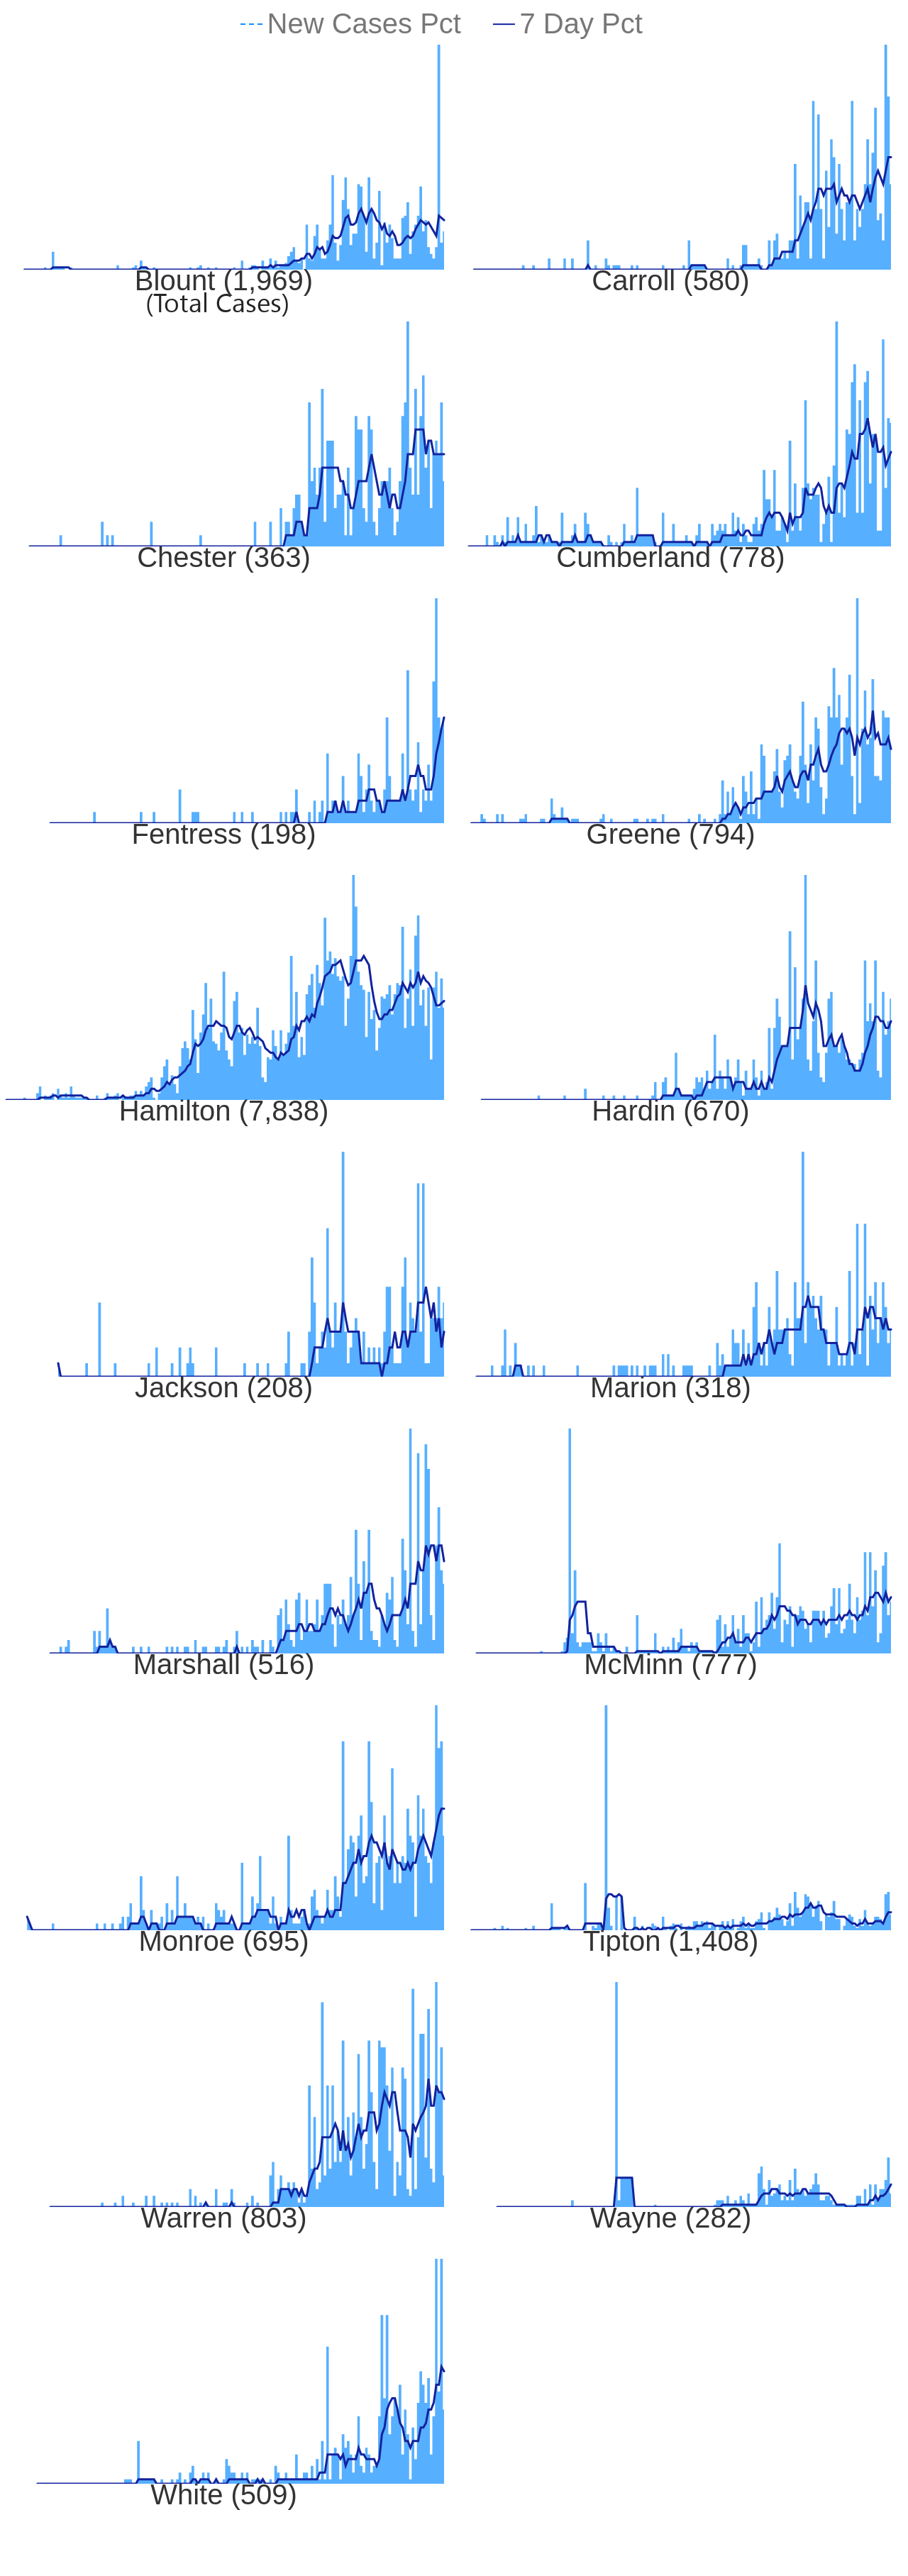 New Cases Pct 7 Day Pct
Blount (1,969) Carroll (580)
(Total Cases)
Chester (363) Cumberland (778)
Fentress (198) Greene (794)
Hamilton (7,838) Hardin (670)
Jackson (208) Marion (318)
Marshall (516) McMinn (777)
Monroe (695) Tipton (1,408)
Warren (803) Wayne (282)
White (509)